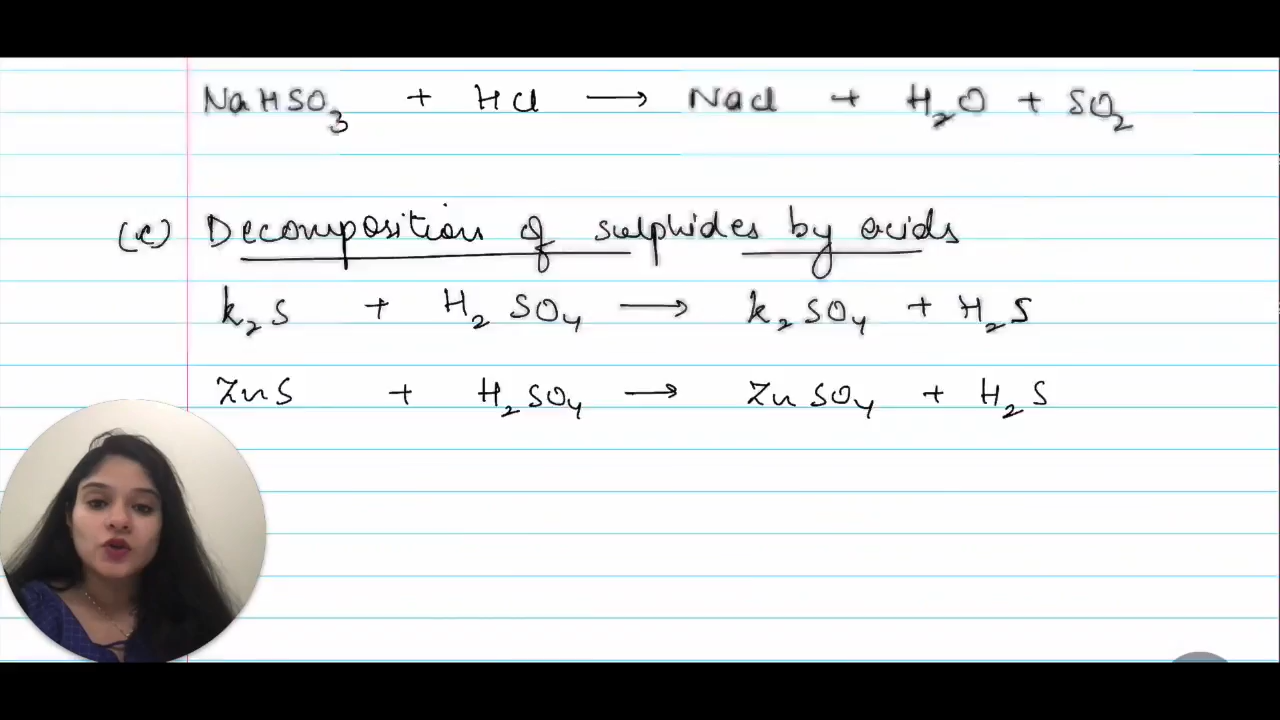 NaHSO₃ + HCl → NaCl + H₂O + SO₂
(c) Decomposition of sulphides by acids
K₂S + H₂SO₄ → K₂SO₄ + H₂S
ZnS + H₂SO₄ → ZnSO₄ + H₂S